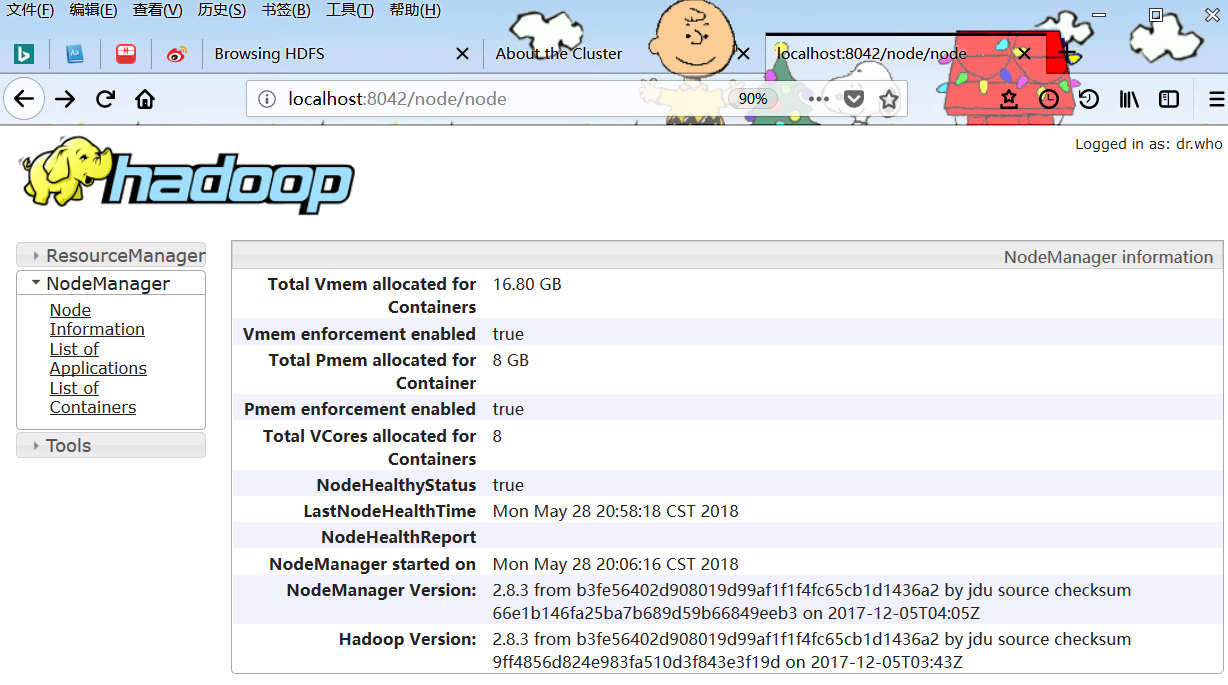 文件(F) 编辑(E) 查看(V) 历史(S) 书签(B) 工具(T) 帮助(H)
Browsing HDFS About the Cluster localhost:8042/node/node
localhost:8042/node/node 90%
Logged in as: dr.who
hadoop
ResourceManager
NodeManager
Node
Information
List of
Applications
List of
Containers
Tools
NodeManager information
Total Vmem allocated for 16.80 GB
Containers
Vmem enforcement enabled true
Total Pmem allocated for 8 GB
Container
Pmem enforcement enabled true
Total VCores allocated for 8
Containers
NodeHealthyStatus true
LastNodeHealthTime Mon May 28 20:58:18 CST 2018
NodeHealthReport
NodeManager started on Mon May 28 20:06:16 CST 2018
NodeManager Version: 2.8.3 from b3fe56402d908019d99af1f1f4fc65cb1d1436a2 by jdu source checksum
66e1b146fa25ba7b689d59b66849eeb3 on 2017-12-05T04:05Z
Hadoop Version: 2.8.3 from b3fe56402d908019d99af1f1f4fc65cb1d1436a2 by jdu source checksum
9ff4856d824e983fa510d3f843e3f19d on 2017-12-05T03:43Z